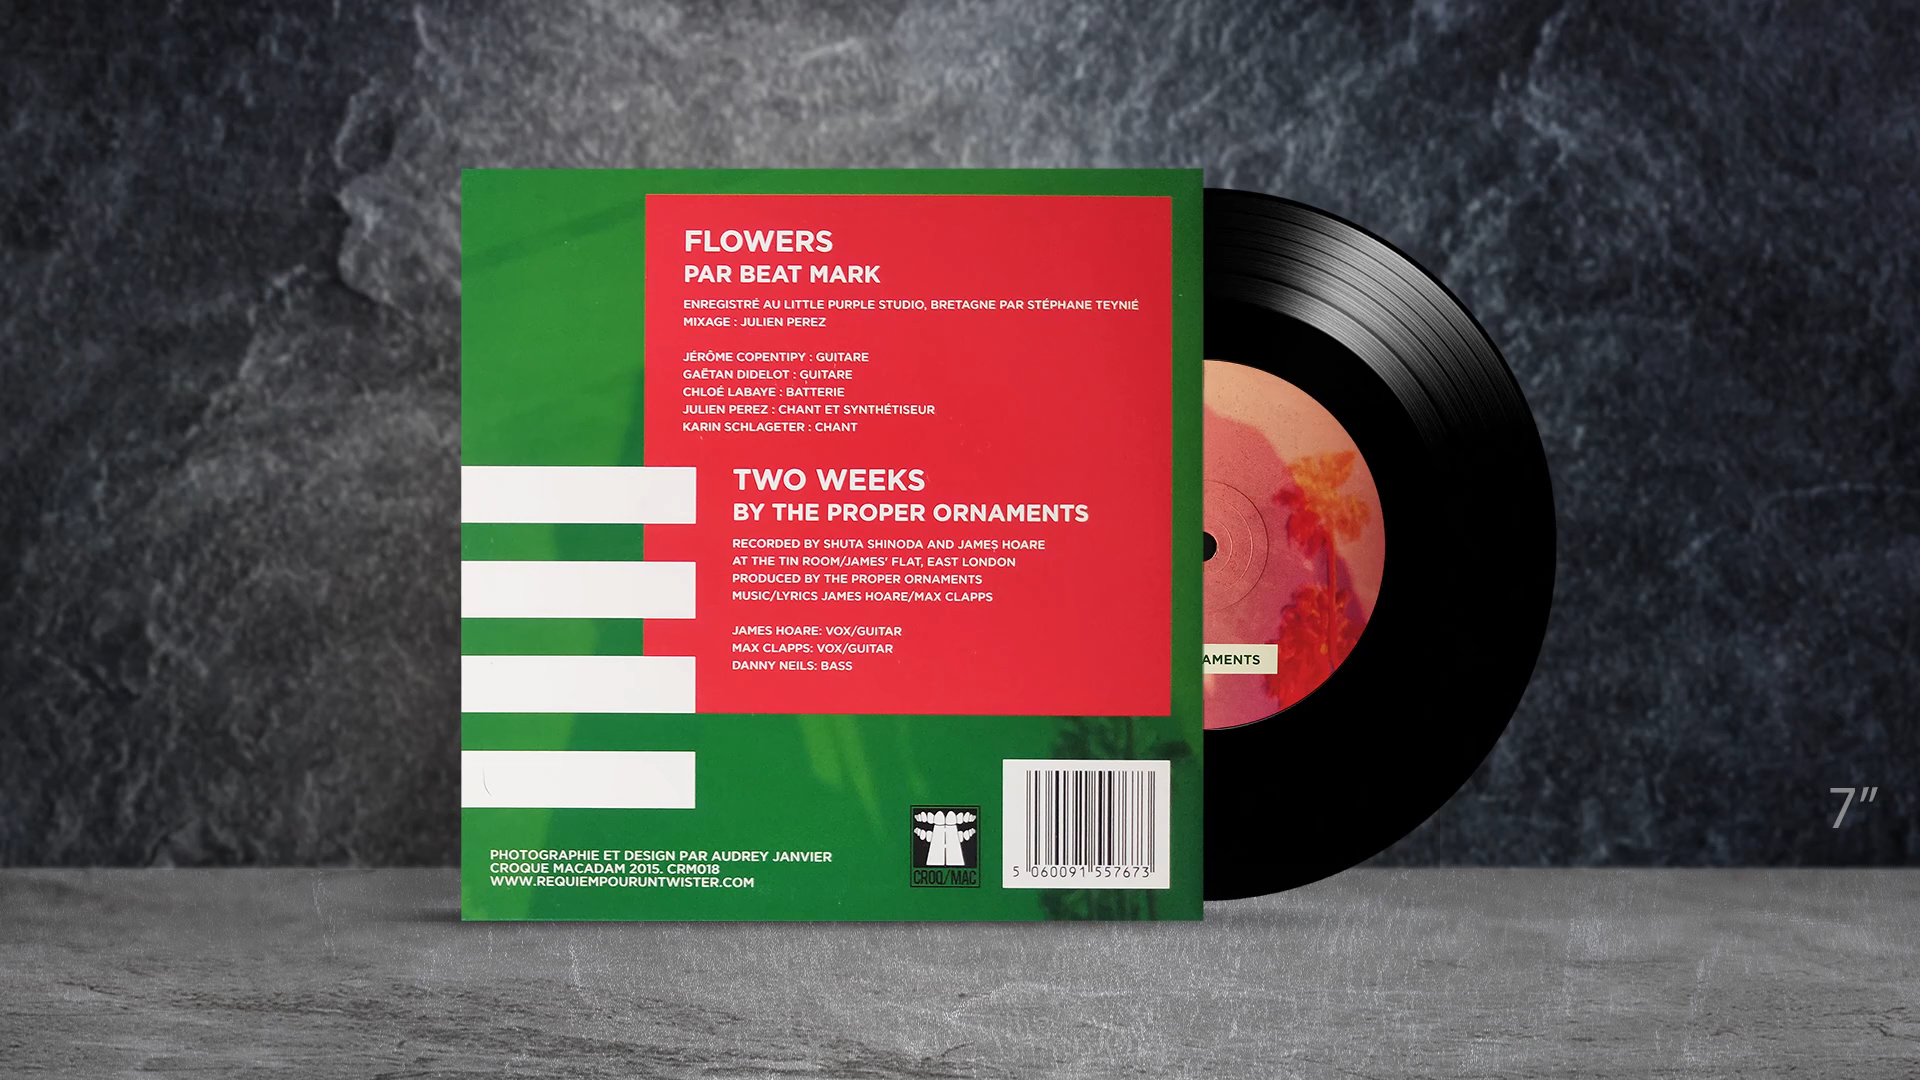 FLOWERS
PAR BEAT MARK
ENREGISTRÉ AU LITTLE PURPLE STUDIO, BRETAGNE PAR STÉPHANE TEYNIÉ
MIXAGE : JULIEN PEREZ
JÉRÔME COPENTIPY : GUITARE
GAËTAN DIDELOT : GUITARE
CHLOÉ LABAYE : BATTERIE
JULIEN PEREZ : CHANT ET SYNTHÉTISEUR
KARIN SCHLAGETER : CHANT
TWO WEEKS
BY THE PROPER ORNAMENTS
RECORDED BY SHUTA SHINODA AND JAMES HOARE
AT THE TIN ROOM/JAMES' FLAT, EAST LONDON
PRODUCED BY THE PROPER ORNAMENTS
MUSIC/LYRICS JAMES HOARE/MAX CLAPPS
JAMES HOARE: VOX/GUITAR
MAX CLAPPS: VOX/GUITAR
DANNY NEILS: BASS
AMENTS
PHOTOGRAPHIE ET DESIGN PAR AUDREY JANVIER
CROQUE MACADAM 2015. CRM018
WWW.REQUIEMPOURUNTWISTER.COM
CROQ/MAC
5 060091 557673
7"